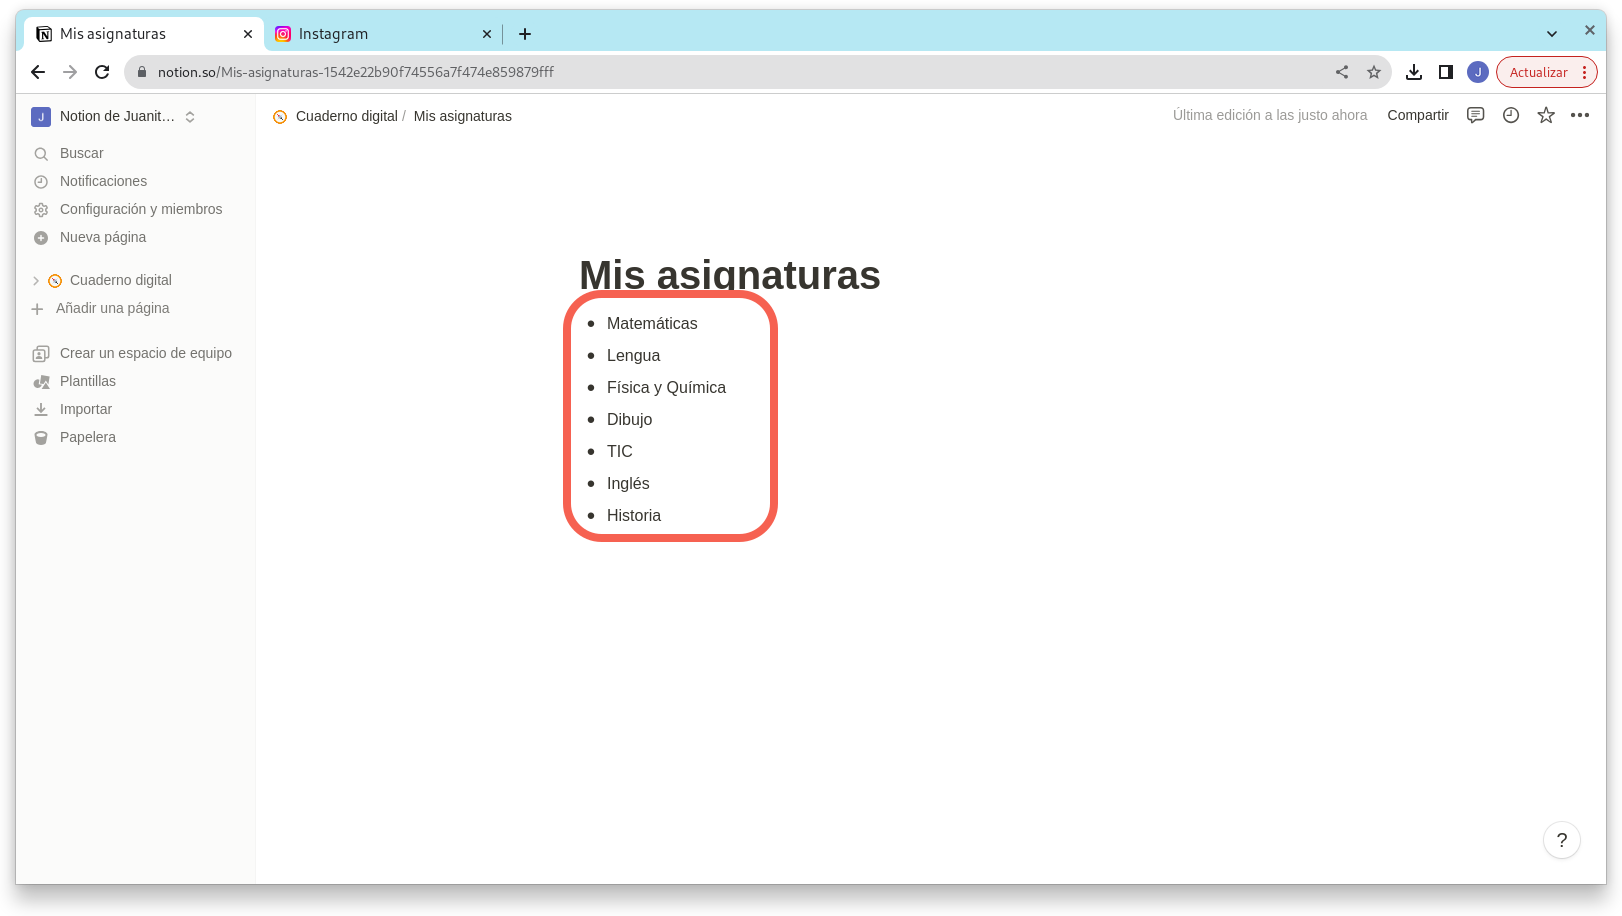 Mis asignaturas
Instagram
notion.so/Mis-asignaturas-1542e22b90f74556a7f474e859879fff
J
Actualizar
J
Notion de Juanit...
Cuaderno digital / Mis asignaturas
Última edición a las justo ahora
Compartir
Buscar
Notificaciones
Configuración y miembros
Nueva página
Cuaderno digital
Añadir una página
Crear un espacio de equipo
Plantillas
Importar
Papelera
Mis asignaturas
• Matemáticas
• Lengua
• Física y Química
• Dibujo
• TIC
• Inglés
• Historia
?